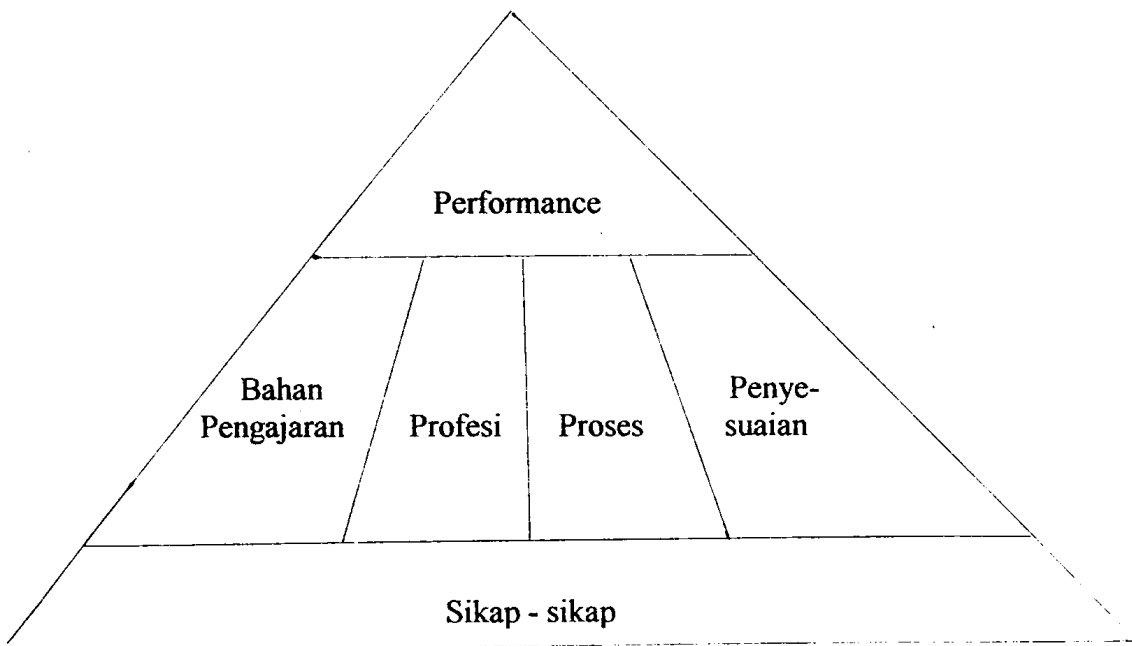 Performance
Bahan
Pengajaran
Profesi
Proses
Penye-
suaian
Sikap - sikap